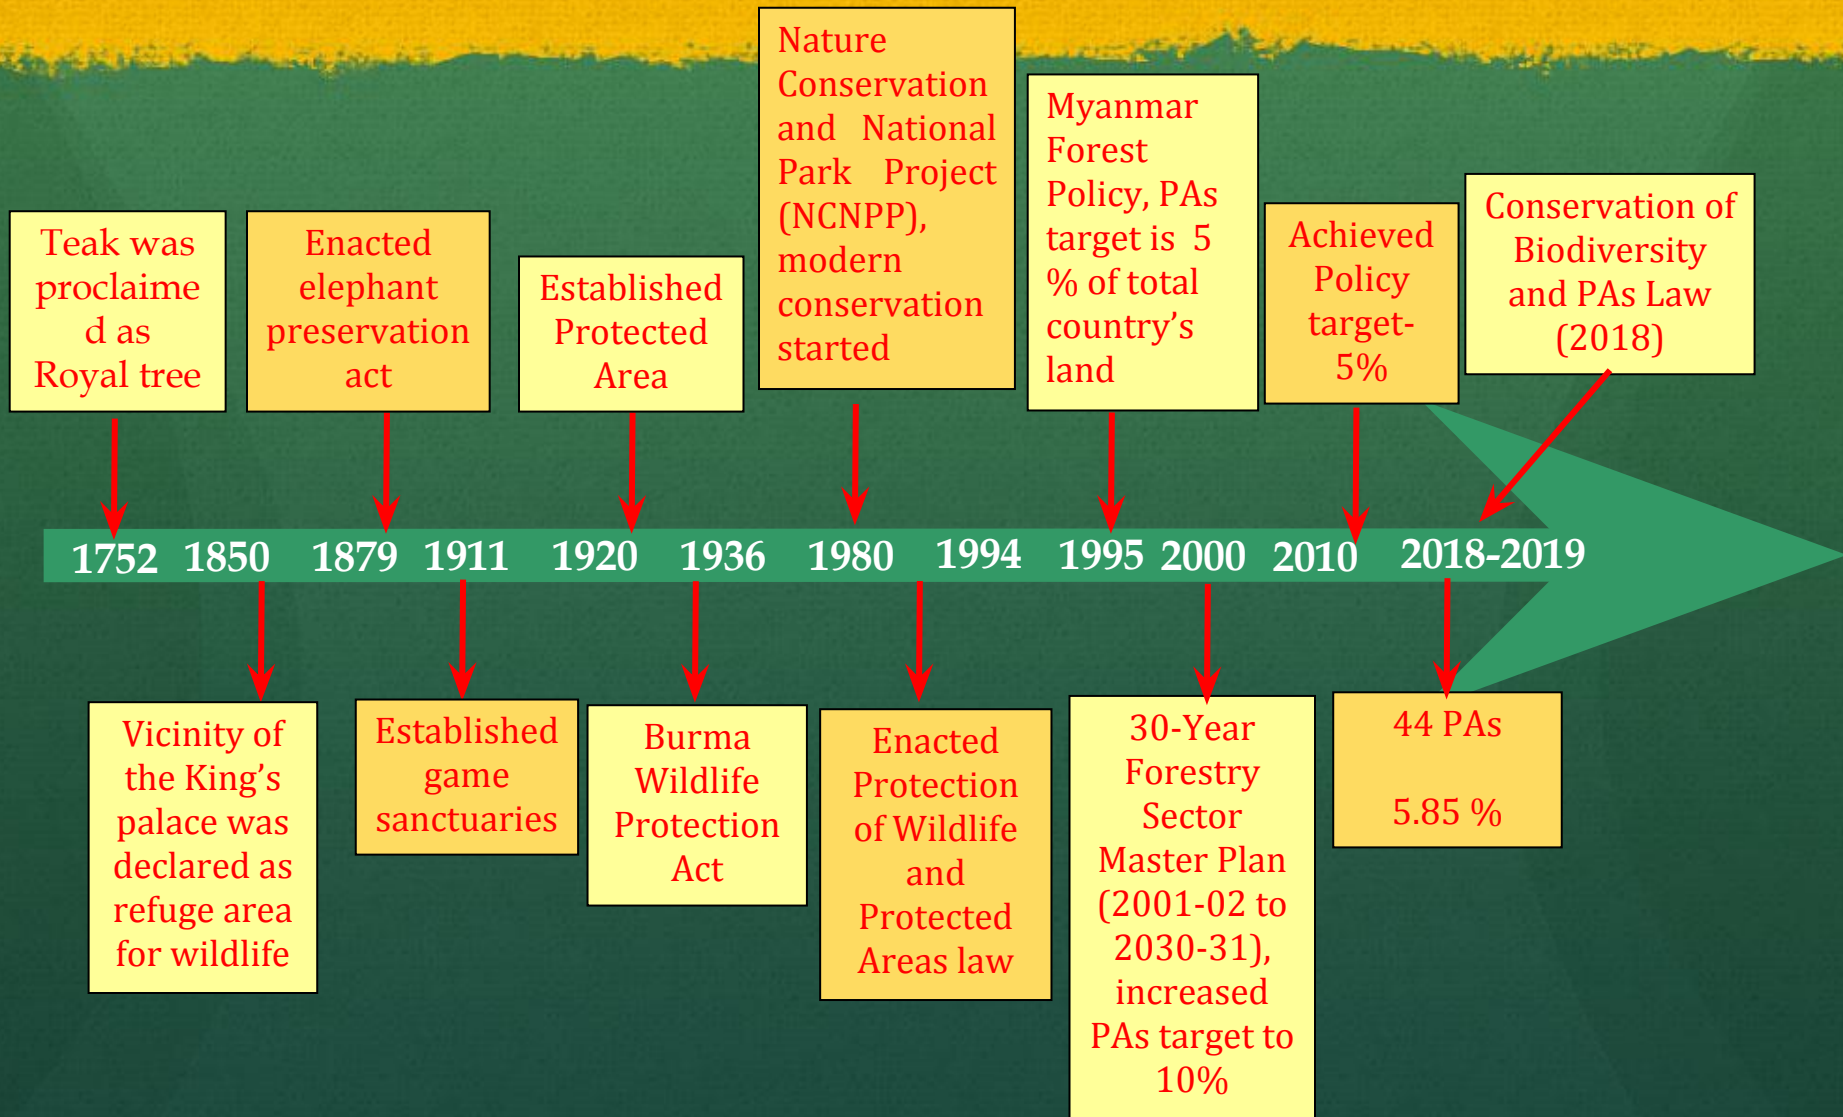 Nature
Conservation
and National
Park Project
(NCNPP),
modern
conservation
started
Myanmar
Forest
Policy, PAs
target is 5
% of total
country's
land
Conservation of
Biodiversity
and PAs Law
(2018)
Teak was
proclaime
d as
Royal tree
Enacted
elephant
preservation
act
Established
Protected
Area
Achieved
Policy
target-
5%
1752 1850 1879 1911 1920 1936 1980 1994 1995 2000 2010 2018-2019
Vicinity of
the King's
palace was
declared as
refuge area
for wildlife
Established
game
sanctuaries
Burma
Wildlife
Protection
Act
Enacted
Protection
of Wildlife
and
Protected
Areas law
30-Year
Forestry
Sector
Master Plan
(2001-02 to
2030-31),
increased
PAs target to
10%
44 PAs
5.85 %